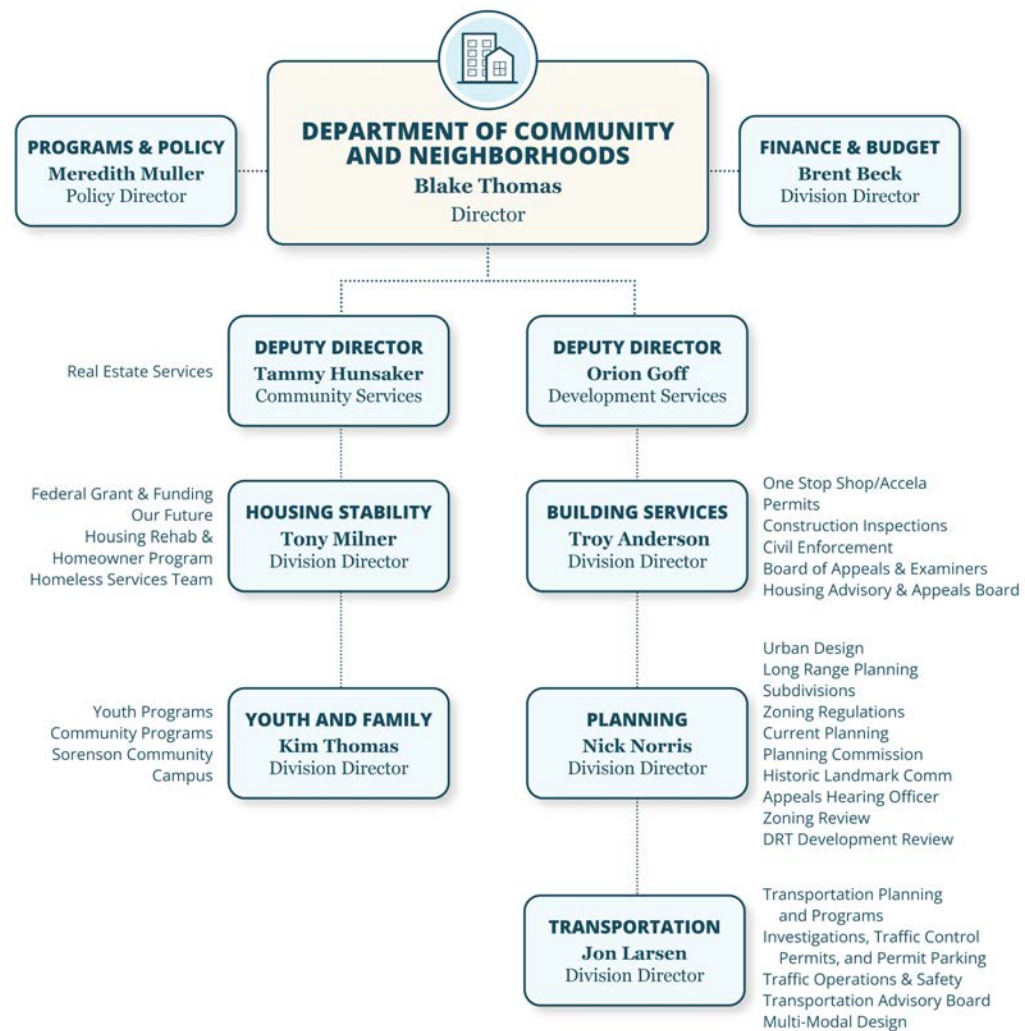 DEPARTMENT OF COMMUNITY
AND NEIGHBORHOODS
Blake Thomas
Director
PROGRAMS & POLICY
Meredith Muller
Policy Director
FINANCE & BUDGET
Brent Beck
Division Director
Real Estate Services
DEPUTY DIRECTOR
Tammy Hunsaker
Community Services
DEPUTY DIRECTOR
Orion Goff
Development Services
Federal Grant & Funding
Our Future
Housing Rehab &
Homeowner Program
Homeless Services Team
HOUSING STABILITY
Tony Milner
Division Director
BUILDING SERVICES
Troy Anderson
Division Director
One Stop Shop/Accela
Permits
Construction Inspections
Civil Enforcement
Board of Appeals & Examiners
Housing Advisory & Appeals Board
Youth Programs
Community Programs
Sorenson Community
Campus
YOUTH AND FAMILY
Kim Thomas
Division Director
PLANNING
Nick Norris
Division Director
Urban Design
Long Range Planning
Subdivisions
Zoning Regulations
Current Planning
Planning Commission
Historic Landmark Comm
Appeals Hearing Officer
Zoning Review
DRT Development Review
TRANSPORTATION
Jon Larsen
Division Director
Transportation Planning
and Programs
Investigations, Traffic Control
Permits, and Permit Parking
Traffic Operations & Safety
Transportation Advisory Board
Multi-Modal Design